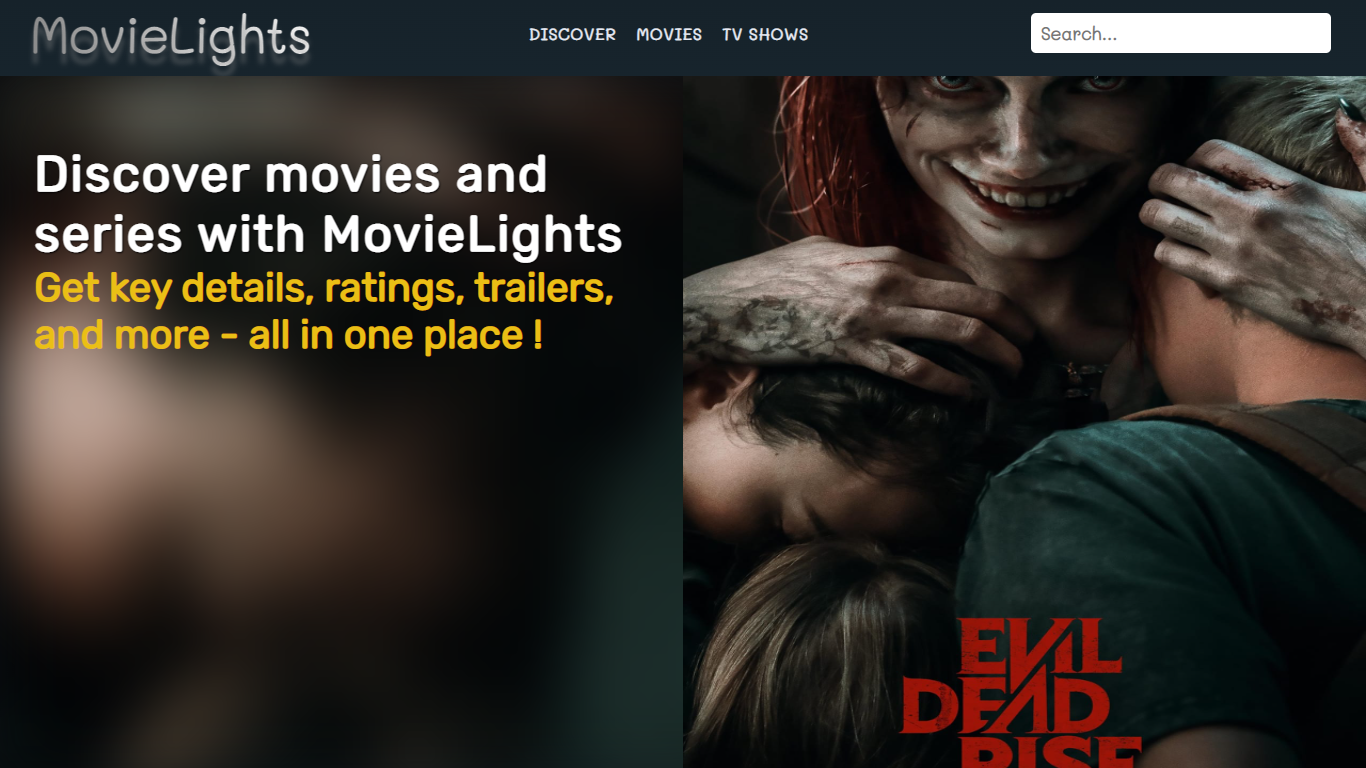 MovieLights
DISCOVER MOVIES TV SHOWS
Search...
Discover movies and
series with MovieLights
Get key details, ratings, trailers,
and more - all in one place !
EVIL
DEAD
RISE